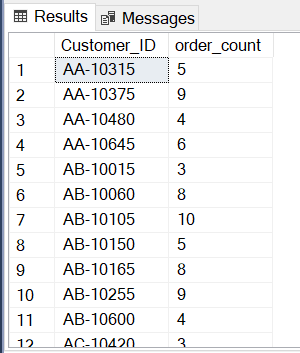 Results Messages
Customer_ID order_count
1 AA-10315 5
2 AA-10375 9
3 AA-10480 4
4 AA-10645 6
5 AB-10015 3
6 AB-10060 8
7 AB-10105 10
8 AB-10150 5
9 AB-10165 8
10 AB-10255 9
11 AB-10600 4
12 AC-10420 3